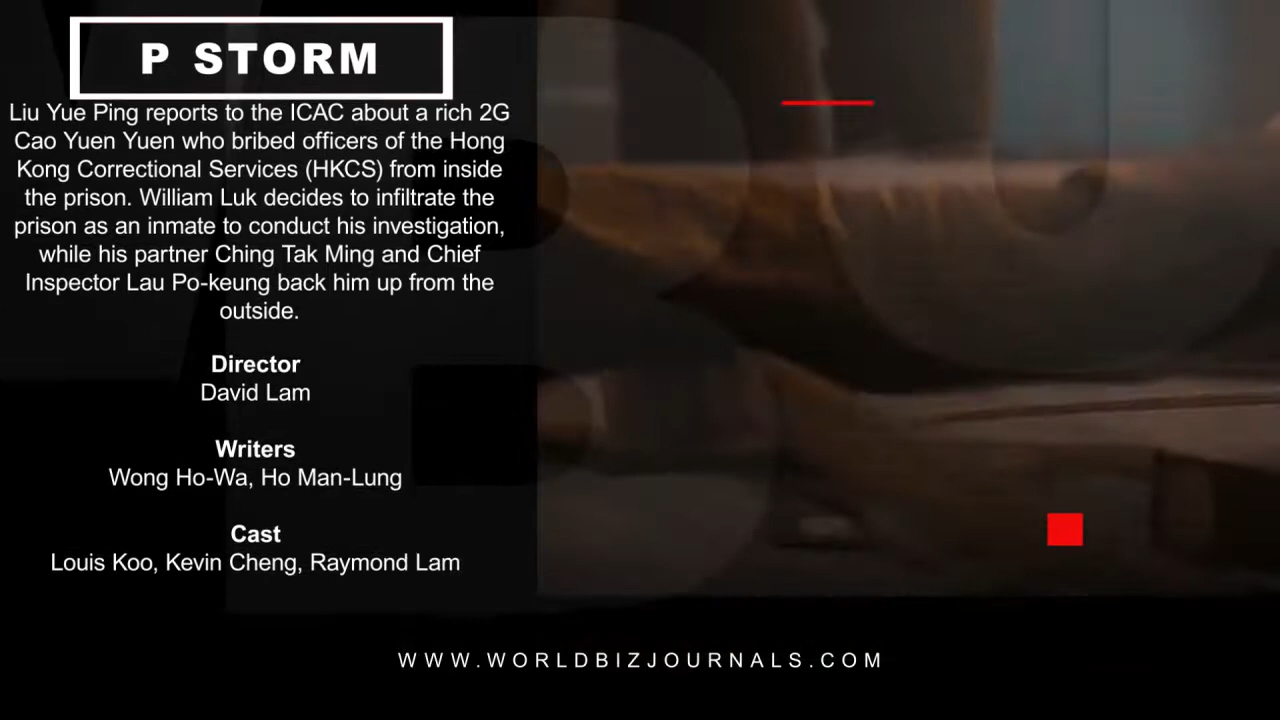 P STORM
Liu Yue Ping reports to the ICAC about a rich 2G
Cao Yuen Yuen who bribed officers of the Hong
Kong Correctional Services (HKCS) from inside
the prison. William Luk decides to infiltrate the
prison as an inmate to conduct his investigation,
while his partner Ching Tak Ming and Chief
Inspector Lau Po-keung back him up from the
outside.
Director
David Lam
Writers
Wong Ho-Wa, Ho Man-Lung
Cast
Louis Koo, Kevin Cheng, Raymond Lam
WWW.WORLDBIZJOURNALS.COM